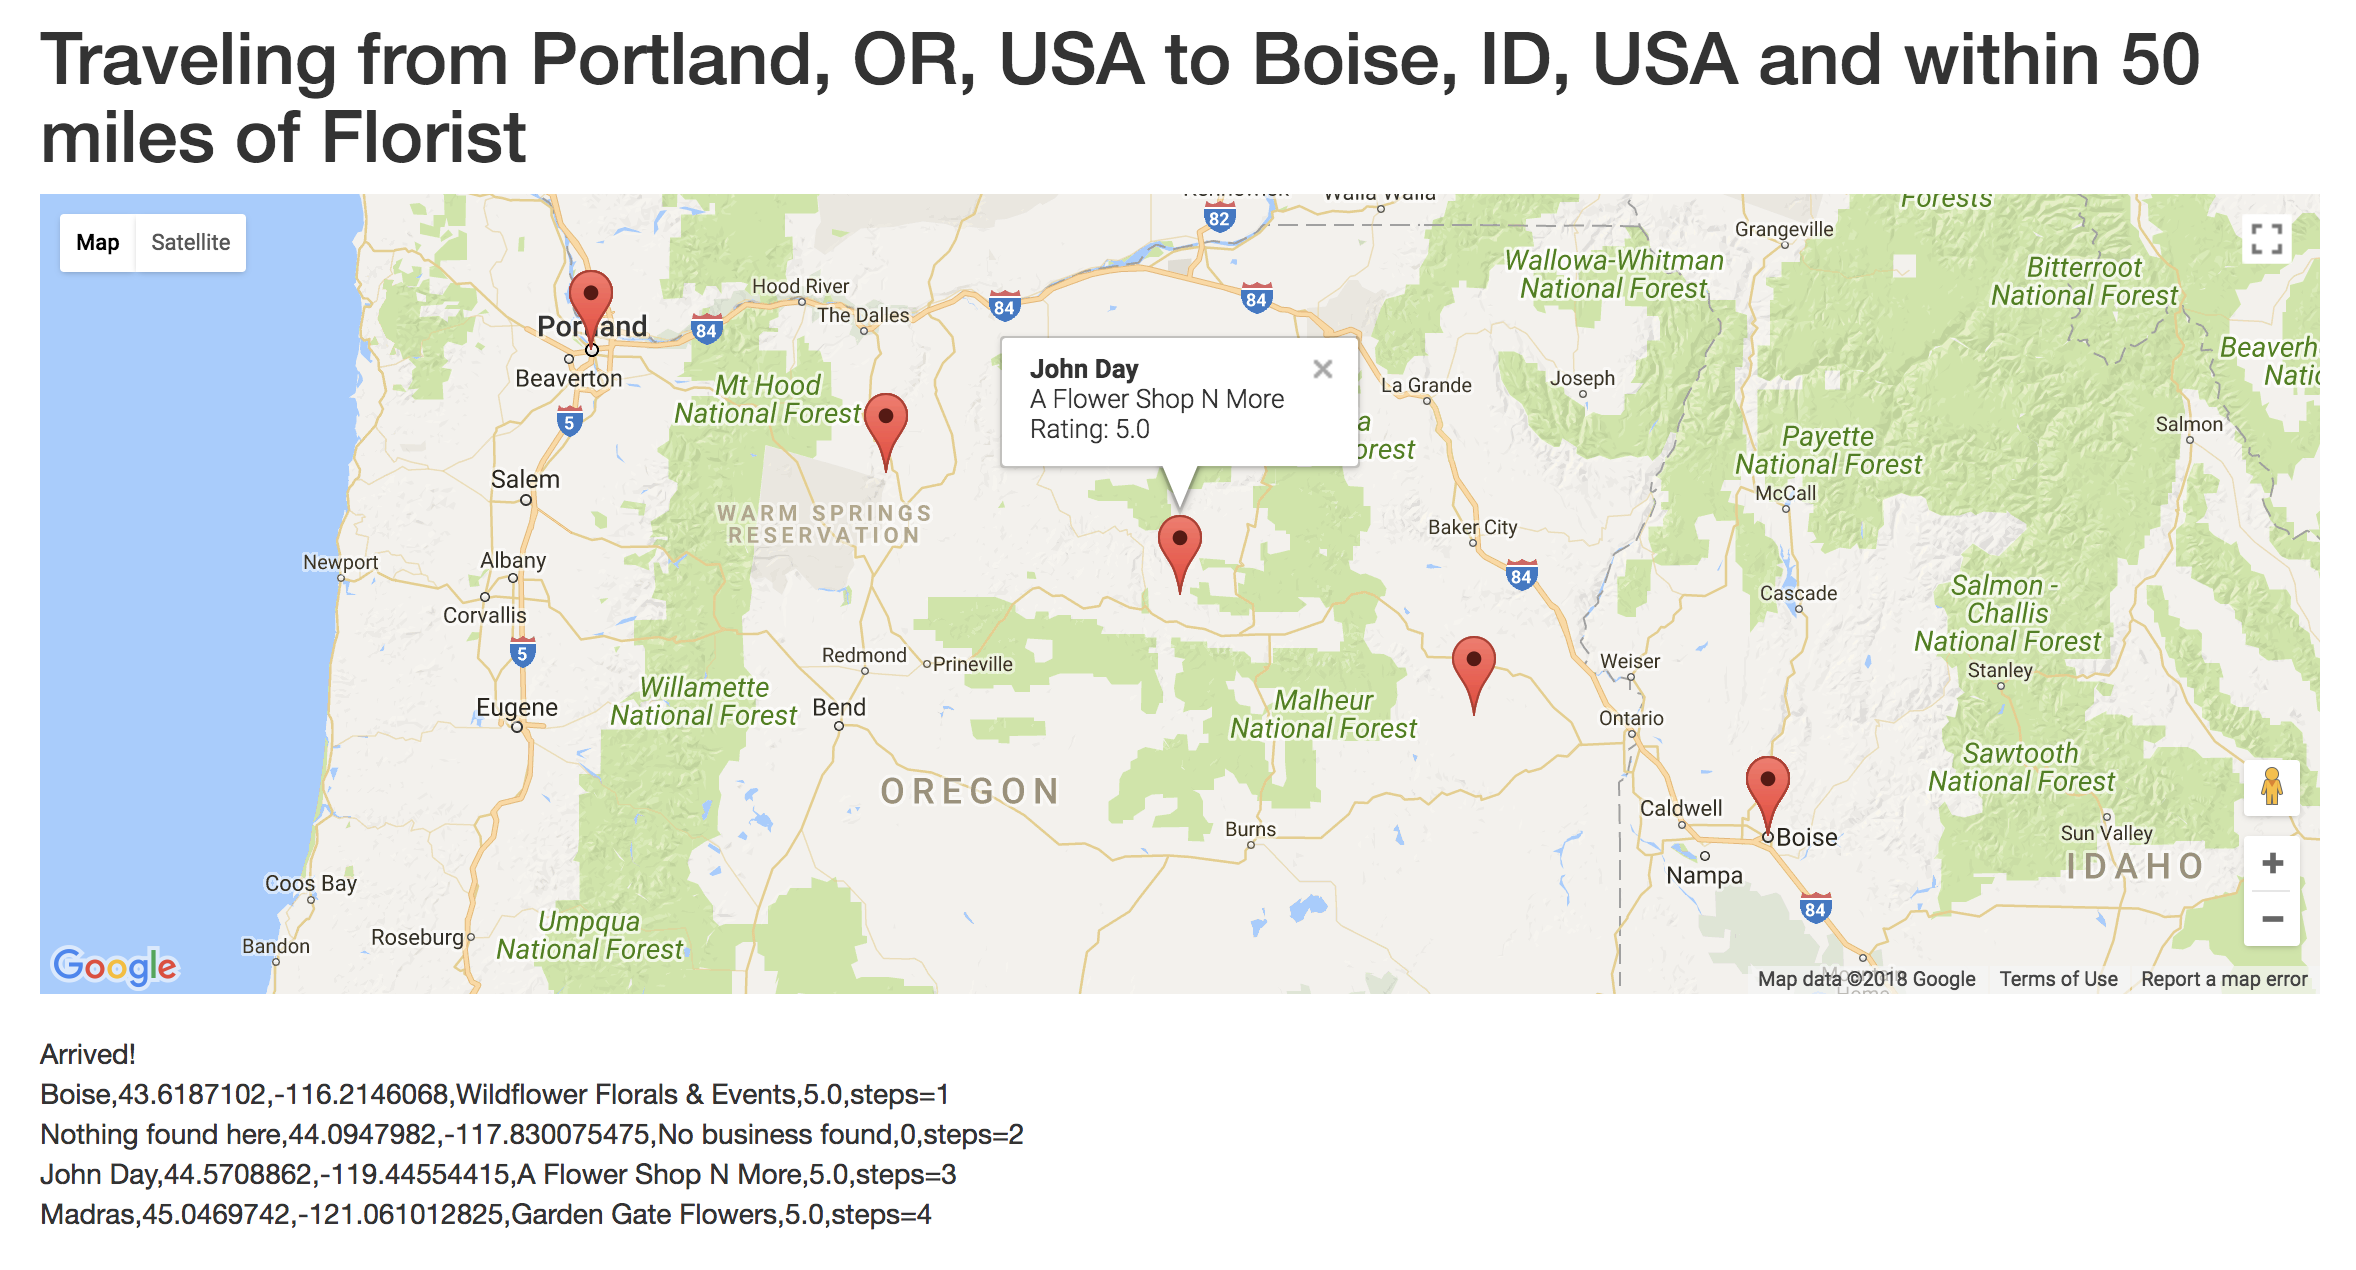 Traveling from Portland, OR, USA to Boise, ID, USA and within 50
miles of Florist
Map
Satellite
82
Walla Walla
Forests
Grangeville
Wallowa-Whitman
National Forest
Bitterroot
National Forest
Hood River
The Dalles
84
84
84
Portland
Beaverton
5
Mt Hood
National Forest
John Day
A Flower Shop N More
Rating: 5.0
La Grande
Joseph
Salmon
Payette
National Forest
McCall
Salem
WARM SPRINGS
RESERVATION
Baker City
84
Newport
Albany
Corvallis
Cascade
Salmon -
Challis
National Forest
Stanley
5
Redmond
Prineville
Weiser
Willamette
National Forest
Eugene
Bend
Malheur
National Forest
Ontario
Sawtooth
National Forest
OREGON
Caldwell
Burns
Boise
Sun Valley
IDAHO
Nampa
84
Coos Bay
Umpqua
National Forest
Roseburg
Bandon
Google
Map data ©2018 Google
Terms of Use
Report a map error
Arrived!
Boise,43.6187102,-116.2146068,Wildflower Florals & Events,5.0,steps=1
Nothing found here,44.0947982,-117.830075475,No business found,0,steps=2
John Day,44.5708862,-119.44554415,A Flower Shop N More,5.0,steps=3
Madras,45.0469742,-121.061012825,Garden Gate Flowers,5.0,steps=4